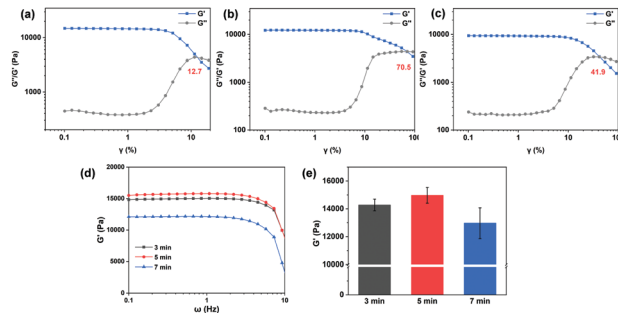 (a)
G'
G''
10000
1000
G''/G' (Pa)
12.7
0.1
1
10
γ (%)
(b)
G'
G''
10000
1000
100
G''/G' (Pa)
70.5
0.1
1
10
100
γ (%)
(c)
G'
G''
10000
1000
100
G''/G' (Pa)
41.9
0.1
1
10
100
γ (%)
(d)
20000
15000
10000
5000
0
G' (Pa)
3 min
5 min
7 min
0.1
1
10
ω (Hz)
(e)
16000
14000
12000
10000
0
G' (Pa)
3 min
5 min
7 min